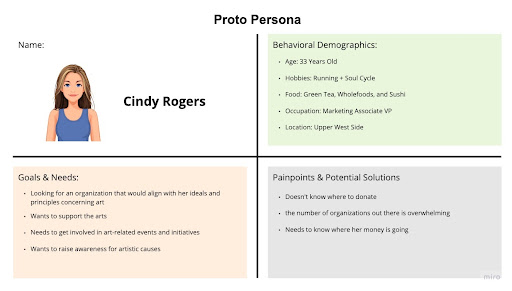 Proto Persona
Name:
Cindy Rogers
Behavioral Demographics:
Age: 33 Years Old
Hobbies: Running + Soul Cycle
Food: Green Tea, Wholefoods, and Sushi
Occupation: Marketing Associate VP
Location: Upper West Side
Goals & Needs:
Looking for an organization that would align with her ideals and
principles concerning art
Wants to support the arts
Needs to get involved in art-related events and initiatives
Wants to raise awareness for artistic causes
Painpoints & Potential Solutions
Doesn't know where to donate
the number of organizations out there is overwhelming
Needs to know where her money is going
miro